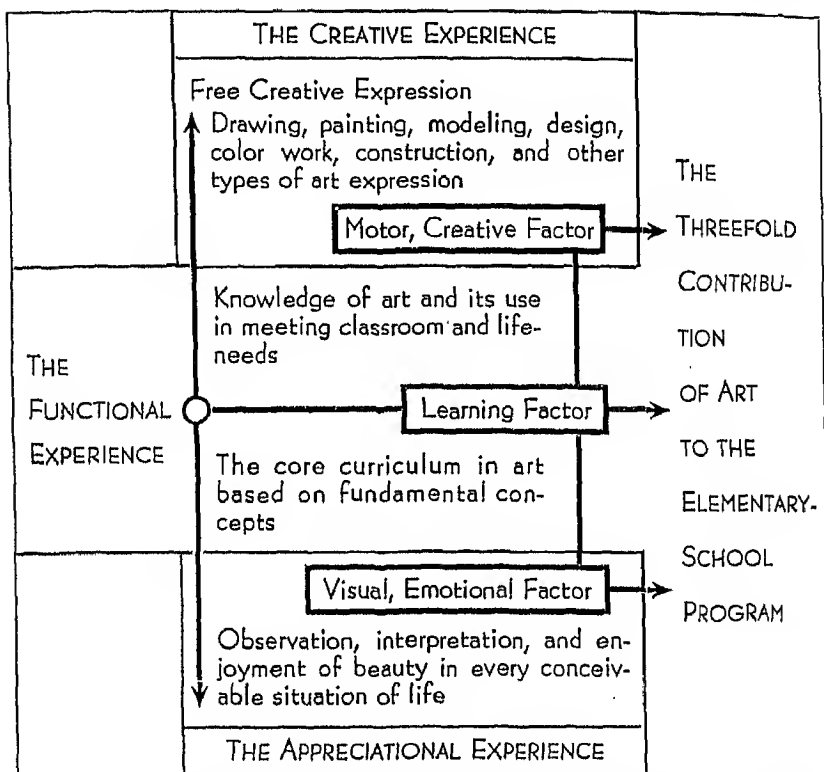 THE CREATIVE EXPERIENCE
Free Creative Expression
Drawing, painting, modeling, design,
color work, construction, and other
types of art expression
Motor, Creative Factor
Knowledge of art and its use
in meeting classroom and life-
needs
THE
FUNCTIONAL
EXPERIENCE
Learning Factor
The core curriculum in art
based on fundamental con-
cepts
Visual, Emotional Factor
Observation, interpretation, and en-
joyment of beauty in every conceiv-
able situation of life
THE APPRECIATIONAL EXPERIENCE
THE
THREEFOLD
CONTRIBU-
TION
OF ART
TO THE
ELEMENTARY-
SCHOOL
PROGRAM